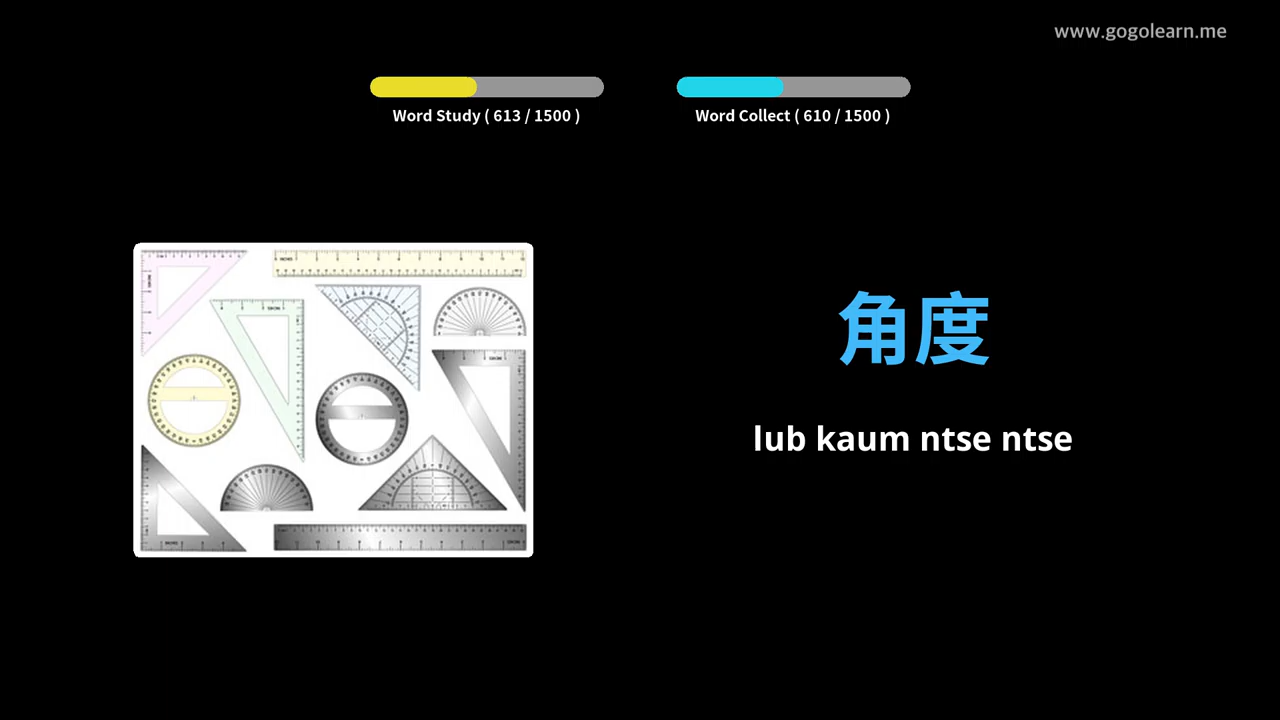 www.gogolearn.me
Word Study ( 613 / 1500 )
Word Collect ( 610 / 1500 )
角度
lub kaum ntse ntse